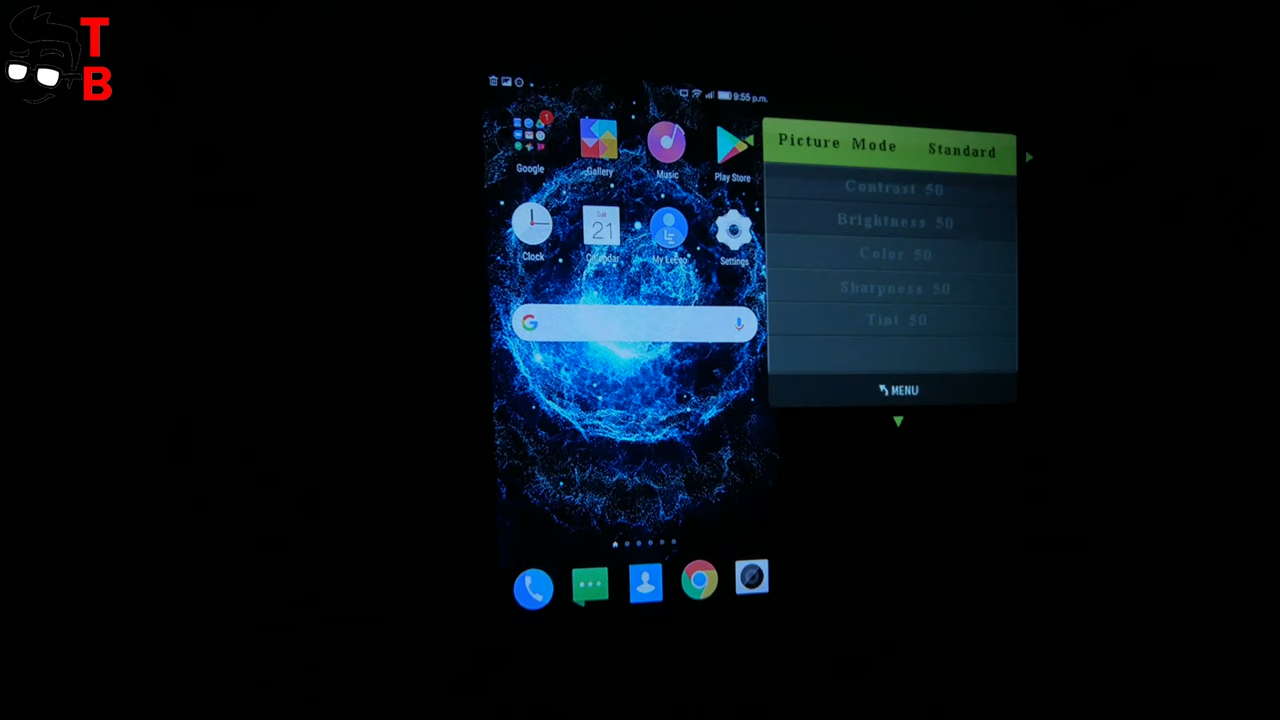 T
B
9:55 p.m.
1
Google
Gallery
Music
Play Store
Sat
21
Clock
Calendar
My LeEco
Settings
G
Picture Mode Standard
Contrast 50
Brightness 50
Color 50
Sharpness 50
Tint 50
MENU